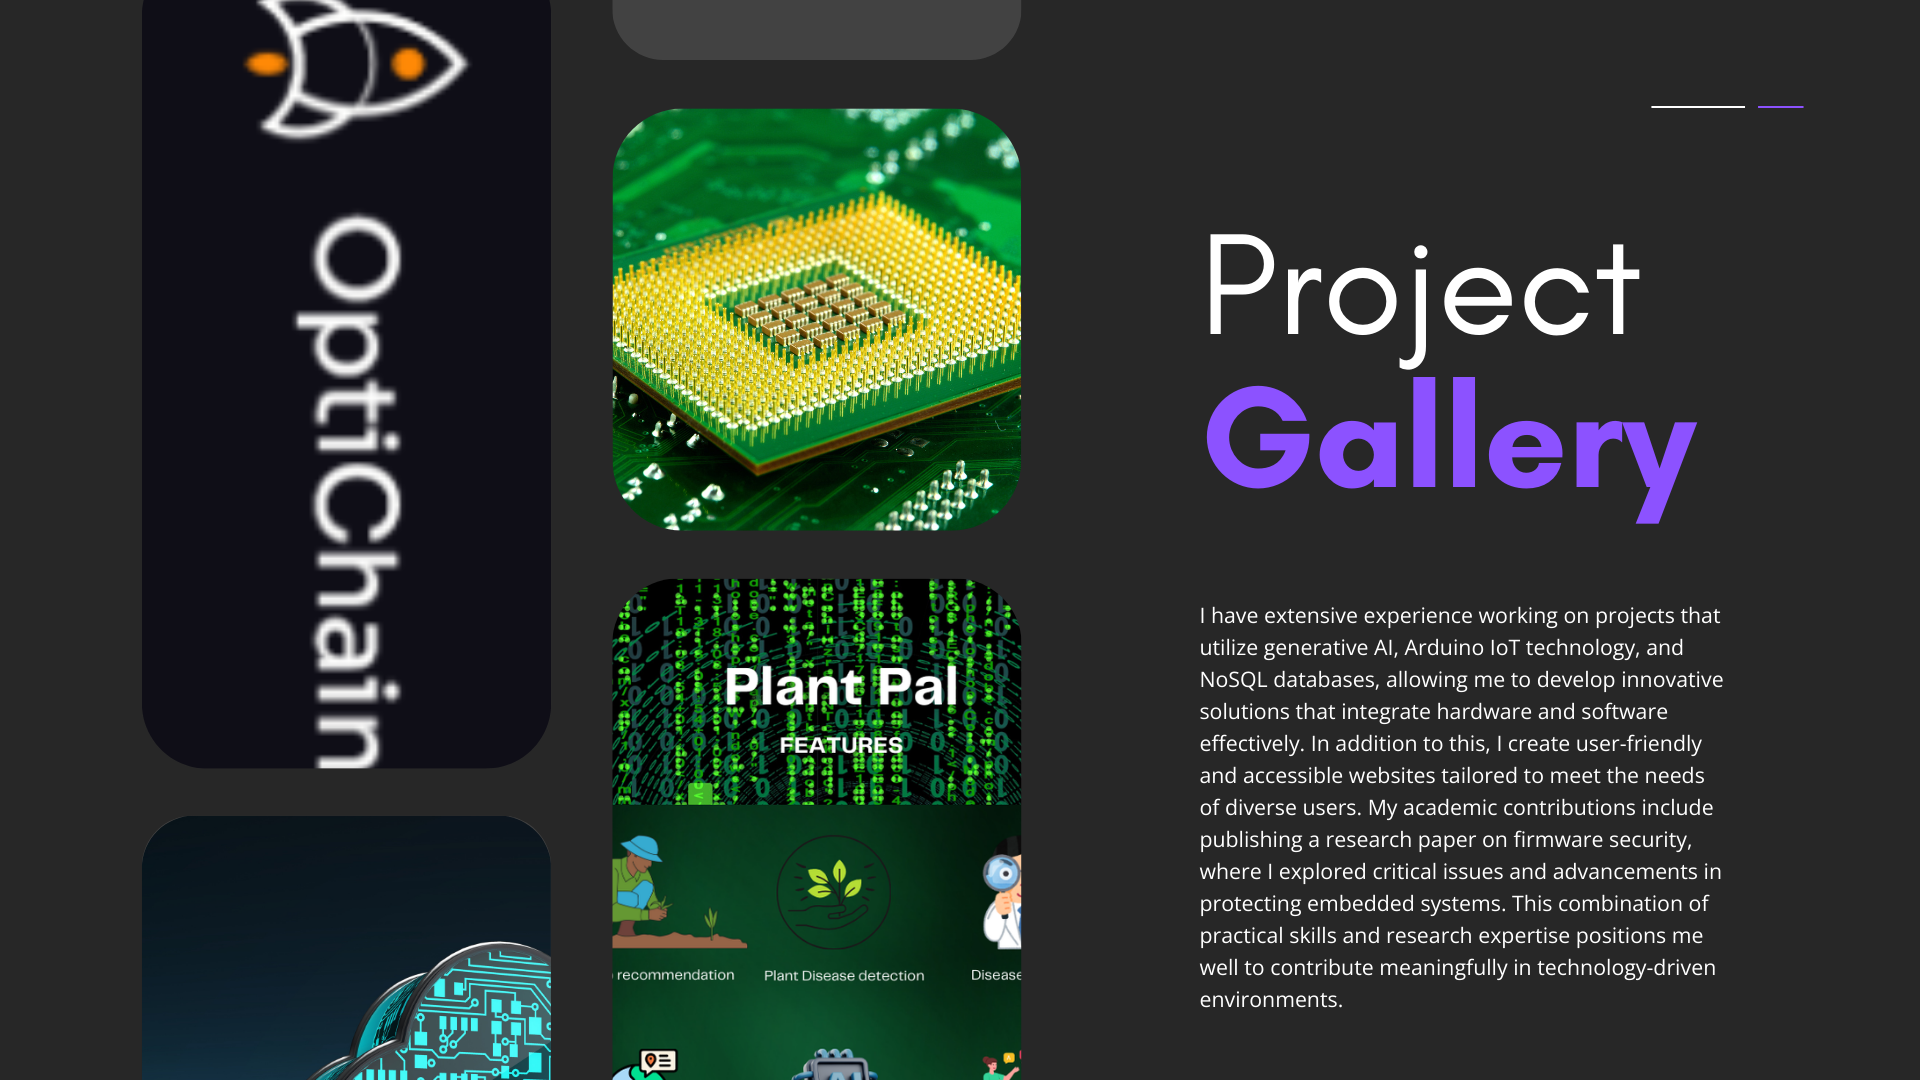 OptiChain
Plant Pal
FEATURES
recommendation
Plant Disease detection
Disease
AI
Project
Gallery
I have extensive experience working on projects that
utilize generative AI, Arduino IoT technology, and
NoSQL databases, allowing me to develop innovative
solutions that integrate hardware and software
effectively. In addition to this, I create user-friendly
and accessible websites tailored to meet the needs
of diverse users. My academic contributions include
publishing a research paper on firmware security,
where I explored critical issues and advancements in
protecting embedded systems. This combination of
practical skills and research expertise positions me
well to contribute meaningfully in technology-driven
environments.